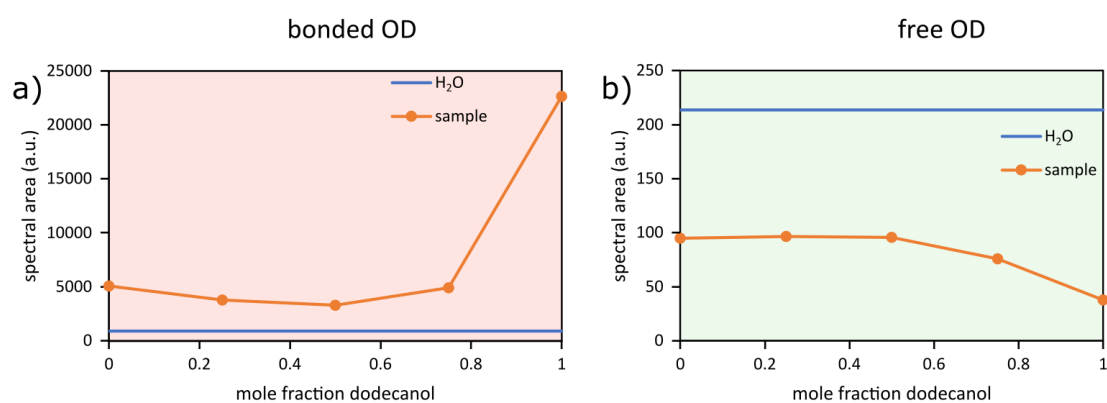 bonded OD
a)
25000
20000
15000
10000
5000
0
spectral area (a.u.)
H₂O
sample
0
0.2
0.4
0.6
0.8
1
mole fraction dodecanol
free OD
b)
250
200
150
100
50
0
spectral area (a.u.)
H₂O
sample
0
0.2
0.4
0.6
0.8
1
mole fraction dodecanol